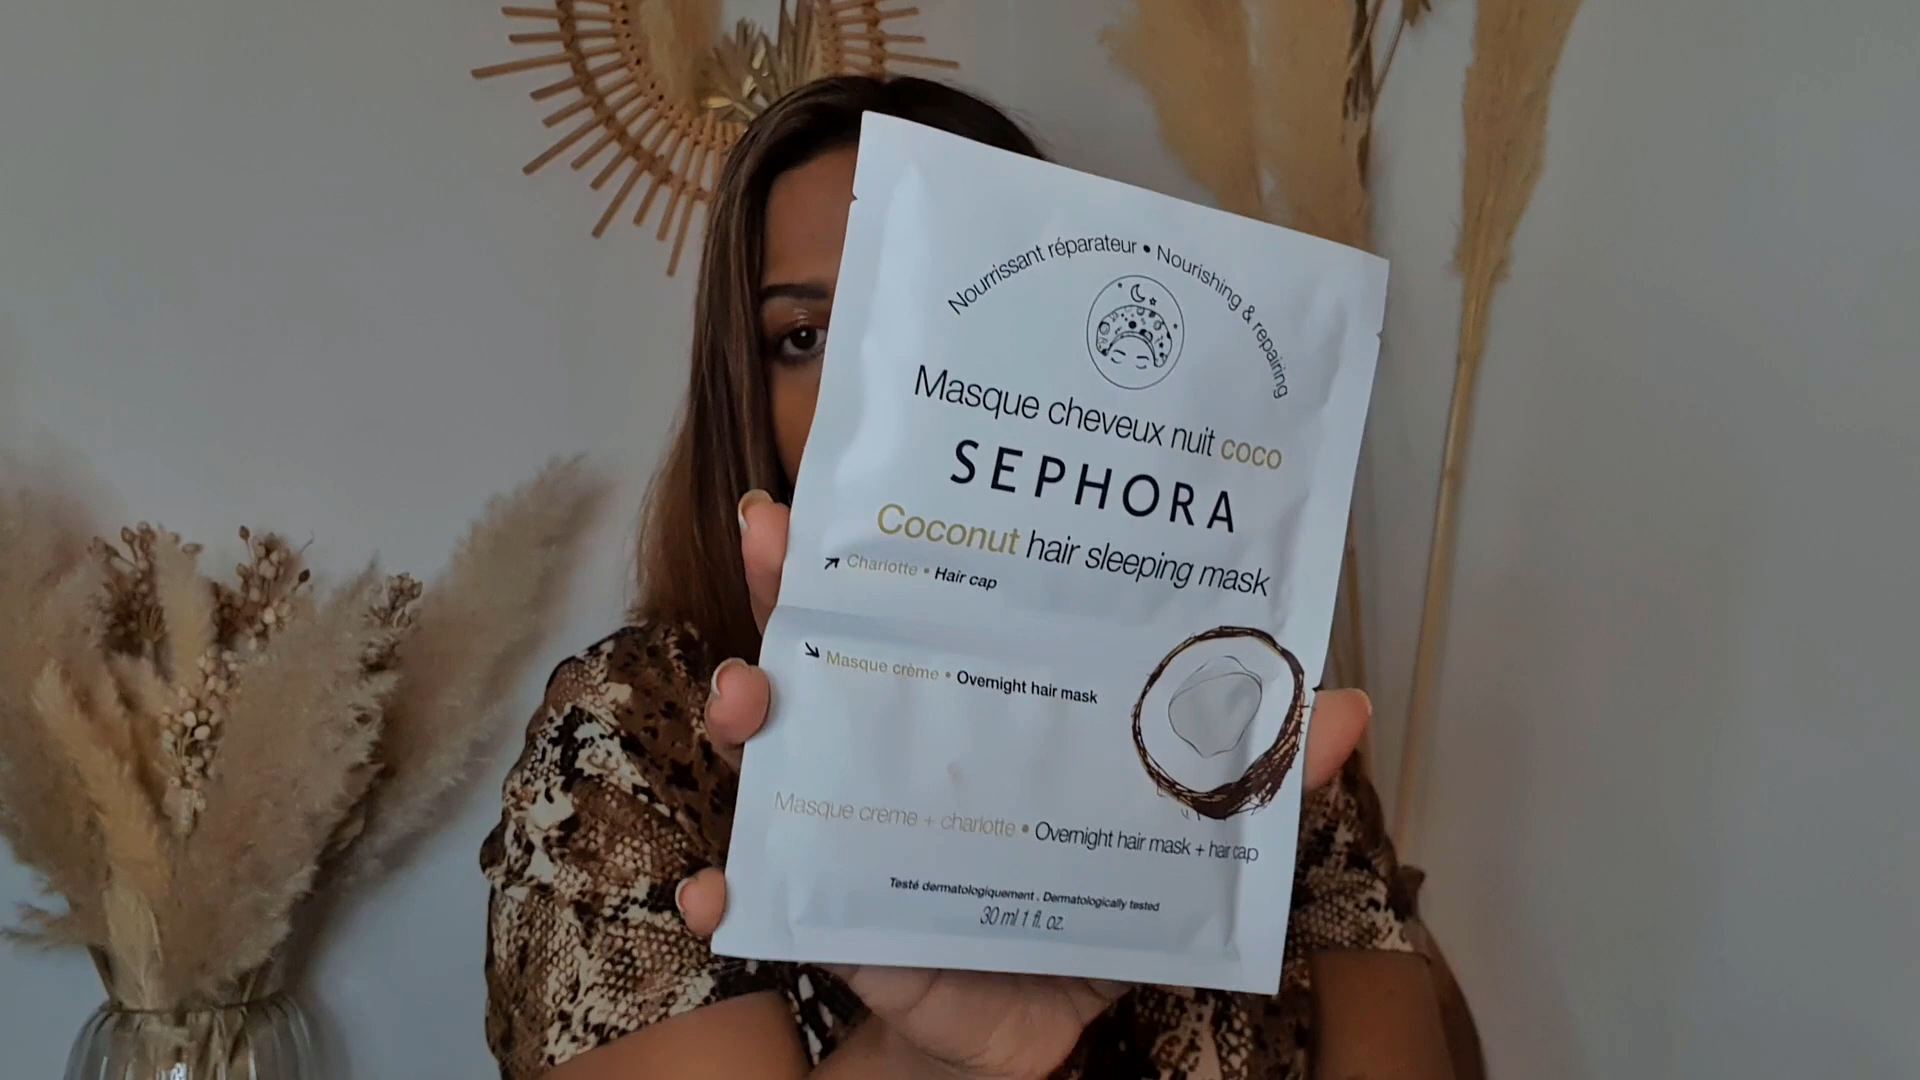 Nourrissant réparateur • Nourishing & repairing
Masque cheveux nuit coco
SEPHORA
Coconut hair sleeping mask
Charlotte • Hair cap
Masque crème • Overnight hair mask
Masque crème + charlotte • Overnight hair mask + hair cap
Testé dermatologiquement . Dermatologically tested
30 ml 1 fl. oz.